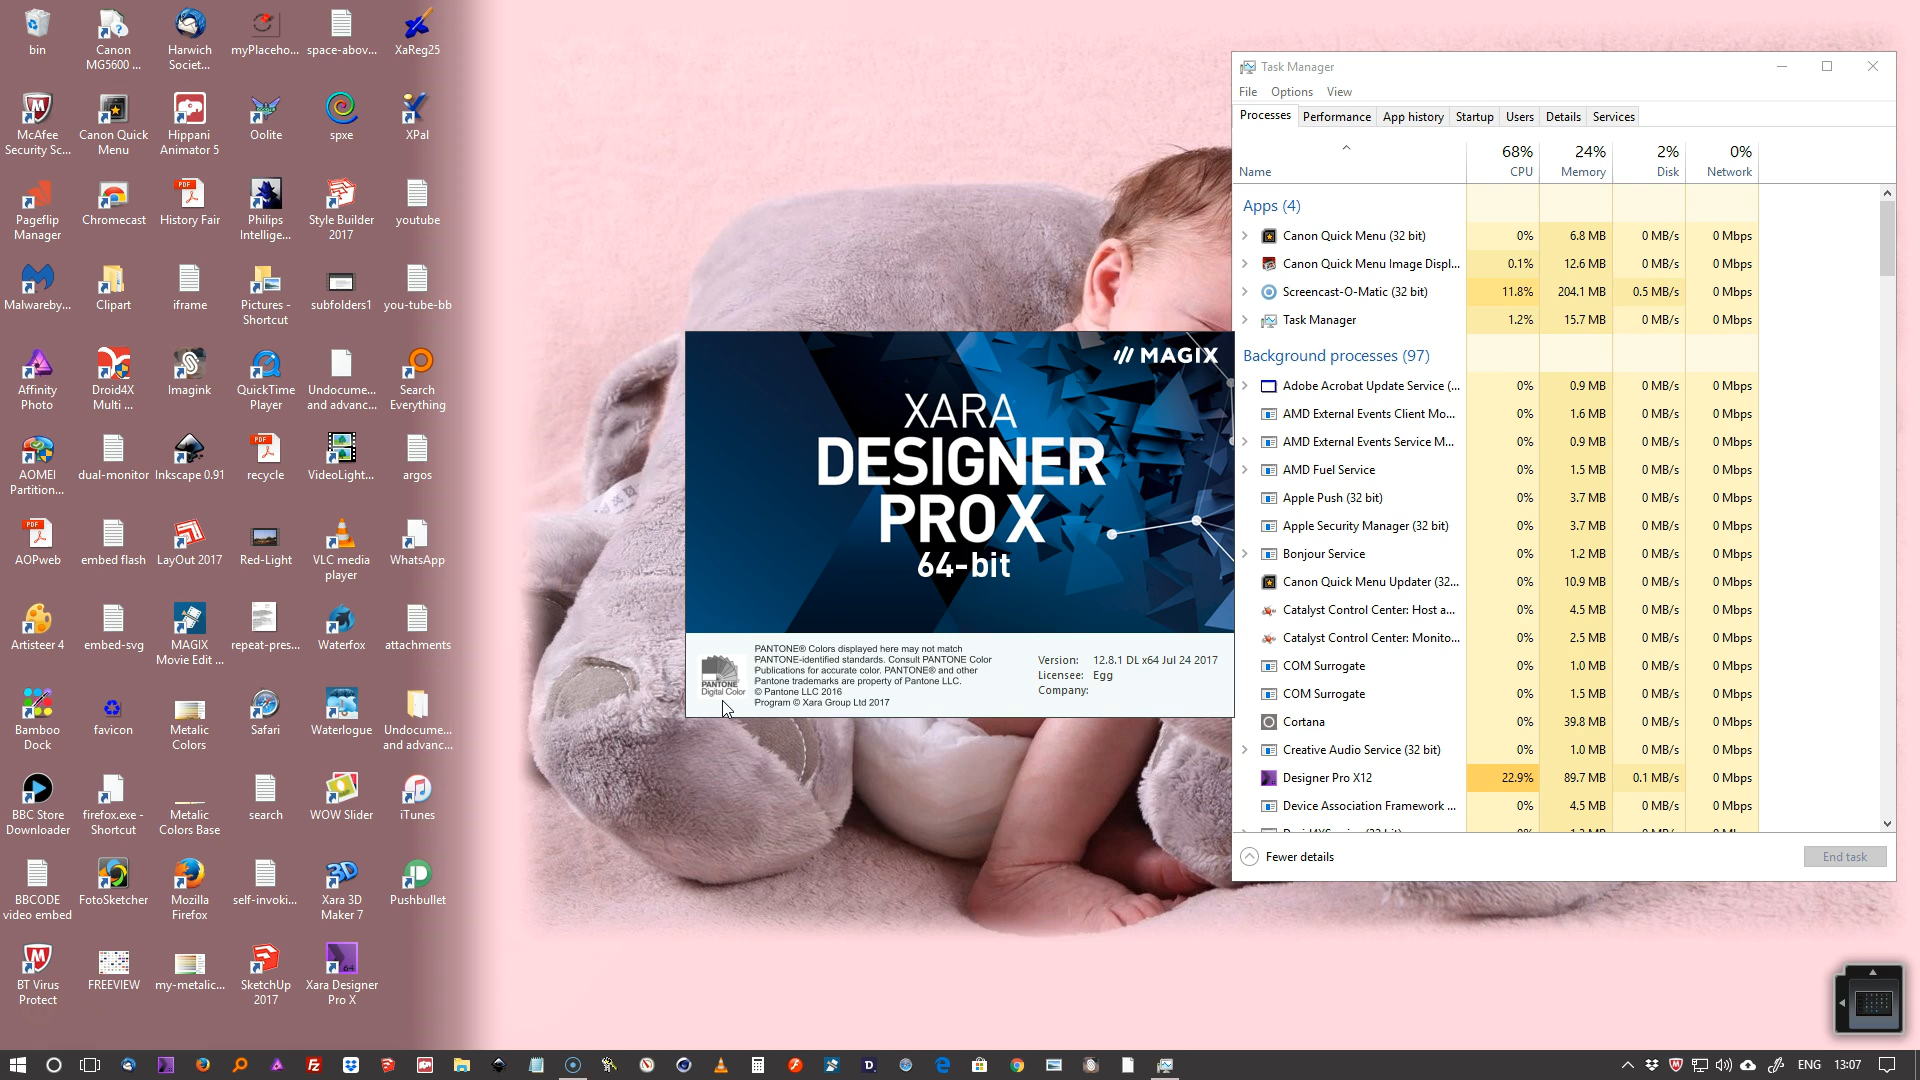 bin
Canon
MG5600 ...
Harwich
Societ...
myPlaceho...
space-abov...
XaReg25
McAfee
Security Sc...
Canon Quick
Menu
Hippani
Animator 5
Oolite
spxe
XPal
Pageflip
Manager
Chromecast
History Fair
Philips
Intellige...
Style Builder
2017
youtube
Malwareby...
Clipart
iframe
Pictures -
Shortcut
subfolders1
you-tube-bb
Affinity
Photo
Droid4X
Multi ...
Imagink
QuickTime
Player
Undocume...
and advanc...
Search
Everything
AOMEI
Partition...
dual-monitor
Inkscape 0.91
recycle
VideoLight...
argos
AOPweb
embed flash
LayOut 2017
Red-Light
VLC media
player
WhatsApp
Artisteer 4
embed-svg
MAGIX
Movie Edit ...
repeat-pres...
Waterfox
attachments
Bamboo
Dock
favicon
Metalic
Colors
Safari
Waterlogue
Undocume...
and advanc...
BBC Store
Downloader
firefox.exe -
Shortcut
Metalic
Colors Base
search
WOW Slider
iTunes
BBCODE
video embed
FotoSketcher
Mozilla
Firefox
self-invoki...
Xara 3D
Maker 7
Pushbullet
BT Virus
Protect
FREEVIEW
my-metalic...
SketchUp
2017
Xara Designer
Pro X
MAGIX
XARA
DESIGNER
PRO X
64-bit
PANTONE
Digital Color
PANTONE® Colors displayed here may not match
PANTONE-identified standards. Consult PANTONE Color
Publications for accurate color. PANTONE® and other
Pantone trademarks are property of Pantone LLC.
© Pantone LLC 2016
Program © Xara Group Ltd 2017
Version: 12.8.1 DL x64 Jul 24 2017
Licensee: Egg
Company:
Task Manager
File Options View
Processes Performance App history Startup Users Details Services
68% 24% 2% 0%
Name CPU Memory Disk Network
Apps (4)
Canon Quick Menu (32 bit) 0% 6.8 MB 0 MB/s 0 Mbps
Canon Quick Menu Image Displ... 0.1% 12.6 MB 0 MB/s 0 Mbps
Screencast-O-Matic (32 bit) 11.8% 204.1 MB 0.5 MB/s 0 Mbps
Task Manager 1.2% 15.7 MB 0 MB/s 0 Mbps
Background processes (97)
Adobe Acrobat Update Service (... 0% 0.9 MB 0 MB/s 0 Mbps
AMD External Events Client Mo... 0% 1.6 MB 0 MB/s 0 Mbps
AMD External Events Service M... 0% 0.9 MB 0 MB/s 0 Mbps
AMD Fuel Service 0% 1.5 MB 0 MB/s 0 Mbps
Apple Push (32 bit) 0% 3.7 MB 0 MB/s 0 Mbps
Apple Security Manager (32 bit) 0% 3.7 MB 0 MB/s 0 Mbps
Bonjour Service 0% 1.2 MB 0 MB/s 0 Mbps
Canon Quick Menu Updater (32... 0% 10.9 MB 0 MB/s 0 Mbps
Catalyst Control Center: Host a... 0% 4.5 MB 0 MB/s 0 Mbps
Catalyst Control Center: Monito... 0% 2.5 MB 0 MB/s 0 Mbps
COM Surrogate 0% 1.0 MB 0 MB/s 0 Mbps
COM Surrogate 0% 1.5 MB 0 MB/s 0 Mbps
Cortana 0% 39.8 MB 0 MB/s 0 Mbps
Creative Audio Service (32 bit) 0% 1.0 MB 0 MB/s 0 Mbps
Designer Pro X12 22.9% 89.7 MB 0.1 MB/s 0 Mbps
Device Association Framework ... 0% 4.5 MB 0 MB/s 0 Mbps
Fewer details
End task
ENG 13:07